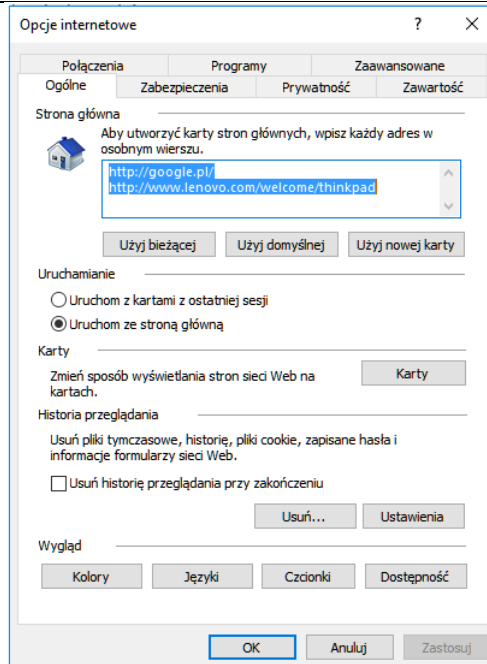 Opcje internetowe
Połączenia Programy Zaawansowane
Ogólne Zabezpieczenia Prywatność Zawartość
Strona główna
Aby utworzyć karty stron głównych, wpisz każdy adres w
osobnym wierszu.
http://google.pl/
http://www.lenovo.com/welcome/thinkpad
Użyj bieżącej Użyj domyślnej Użyj nowej karty
Uruchamianie
Uruchom z kartami z ostatniej sesji
Uruchom ze stroną główną
Karty
Zmień sposób wyświetlania stron sieci Web na
kartach.
Karty
Historia przeglądania
Usuń pliki tymczasowe, historię, pliki cookie, zapisane hasła i
informacje formularzy sieci Web.
Usuń historię przeglądania przy zakończeniu
Usuń... Ustawienia
Wygląd
Kolory Języki Czcionki Dostępność
OK Anuluj Zastosuj